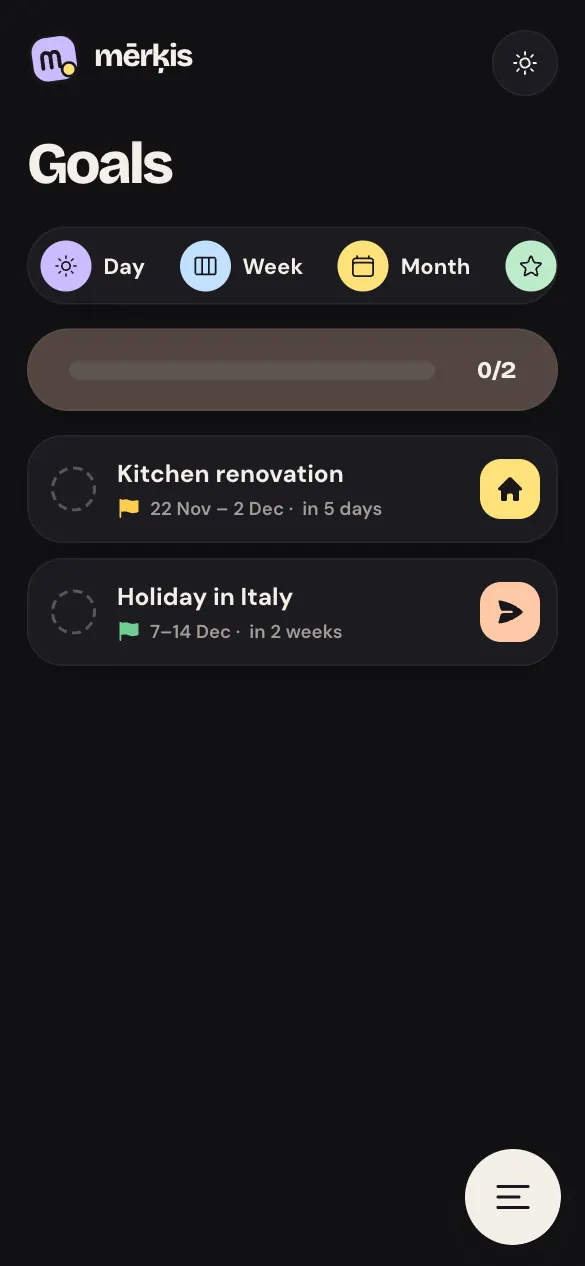 mērķis
Goals
Day Week Month
0/2
Kitchen renovation
22 Nov – 2 Dec · in 5 days
Holiday in Italy
7–14 Dec · in 2 weeks